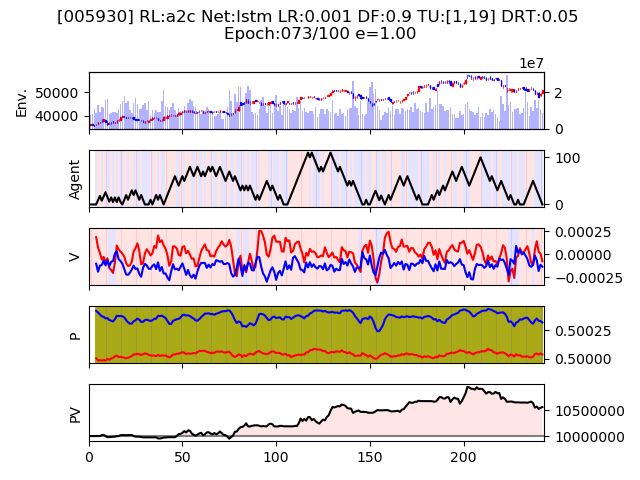 [005930] RL:a2c Net:lstm LR:0.001 DF:0.9 TU:[1,19] DRT:0.05
Epoch:073/100 e=1.00
1e7
Env.
50000
40000
2
0
Agent
100
0
V
0.00025
0.00000
−0.00025
P
0.50025
0.50000
PV
10500000
10000000
0 50 100 150 200